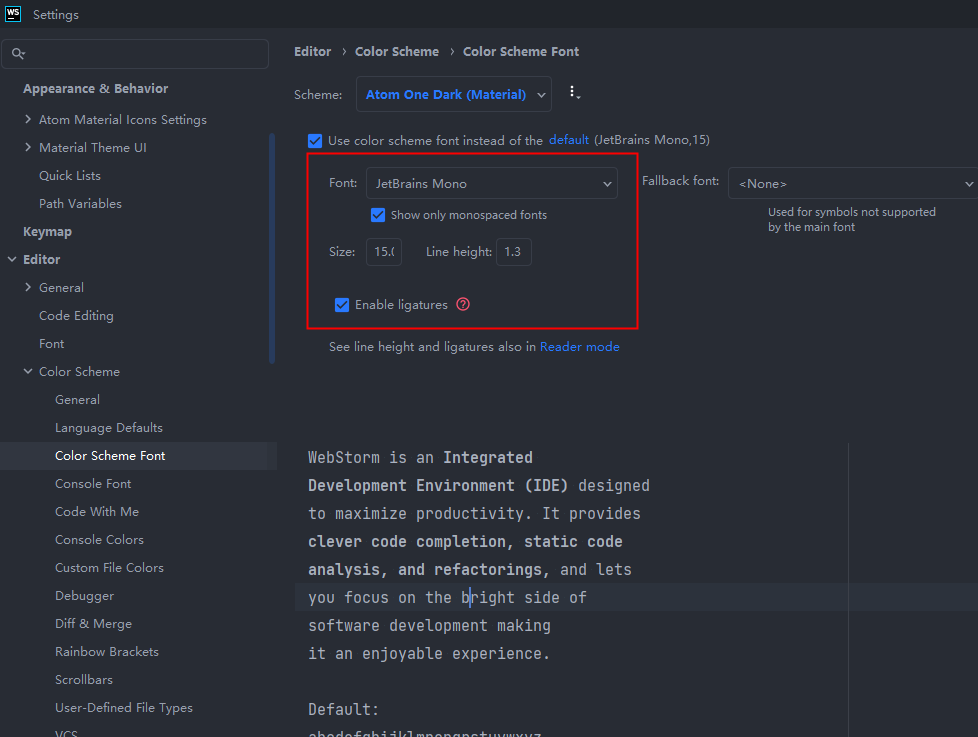 WS Settings
Appearance & Behavior
Atom Material Icons Settings
Material Theme UI
Quick Lists
Path Variables
Keymap
Editor
General
Code Editing
Font
Color Scheme
General
Language Defaults
Color Scheme Font
Console Font
Code With Me
Console Colors
Custom File Colors
Debugger
Diff & Merge
Rainbow Brackets
Scrollbars
User-Defined File Types
VCS
Editor › Color Scheme › Color Scheme Font
Scheme: Atom One Dark (Material)
Use color scheme font instead of the default (JetBrains Mono,15)
Font: JetBrains Mono
Fallback font: <None>
Show only monospaced fonts
Used for symbols not supported
by the main font
Size: 15.0 Line height: 1.3
Enable ligatures ?
See line height and ligatures also in Reader mode
WebStorm is an Integrated
Development Environment (IDE) designed
to maximize productivity. It provides
clever code completion, static code
analysis, and refactorings, and lets
you focus on the bright side of
software development making
it an enjoyable experience.
Default:
abcdefghijklmnopqrstuvwxyz